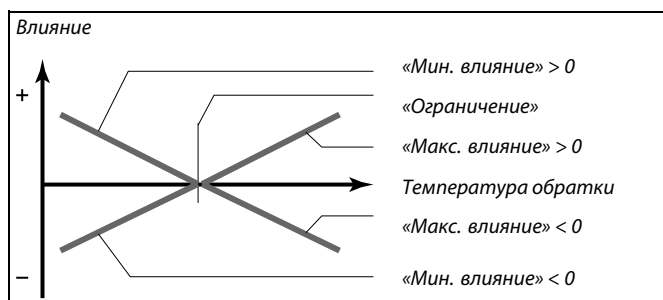 Влияние
«Мин. влияние» > 0
+
«Ограничение»
«Макс. влияние» > 0
Температура обратки
«Макс. влияние» < 0
–
«Мин. влияние» < 0